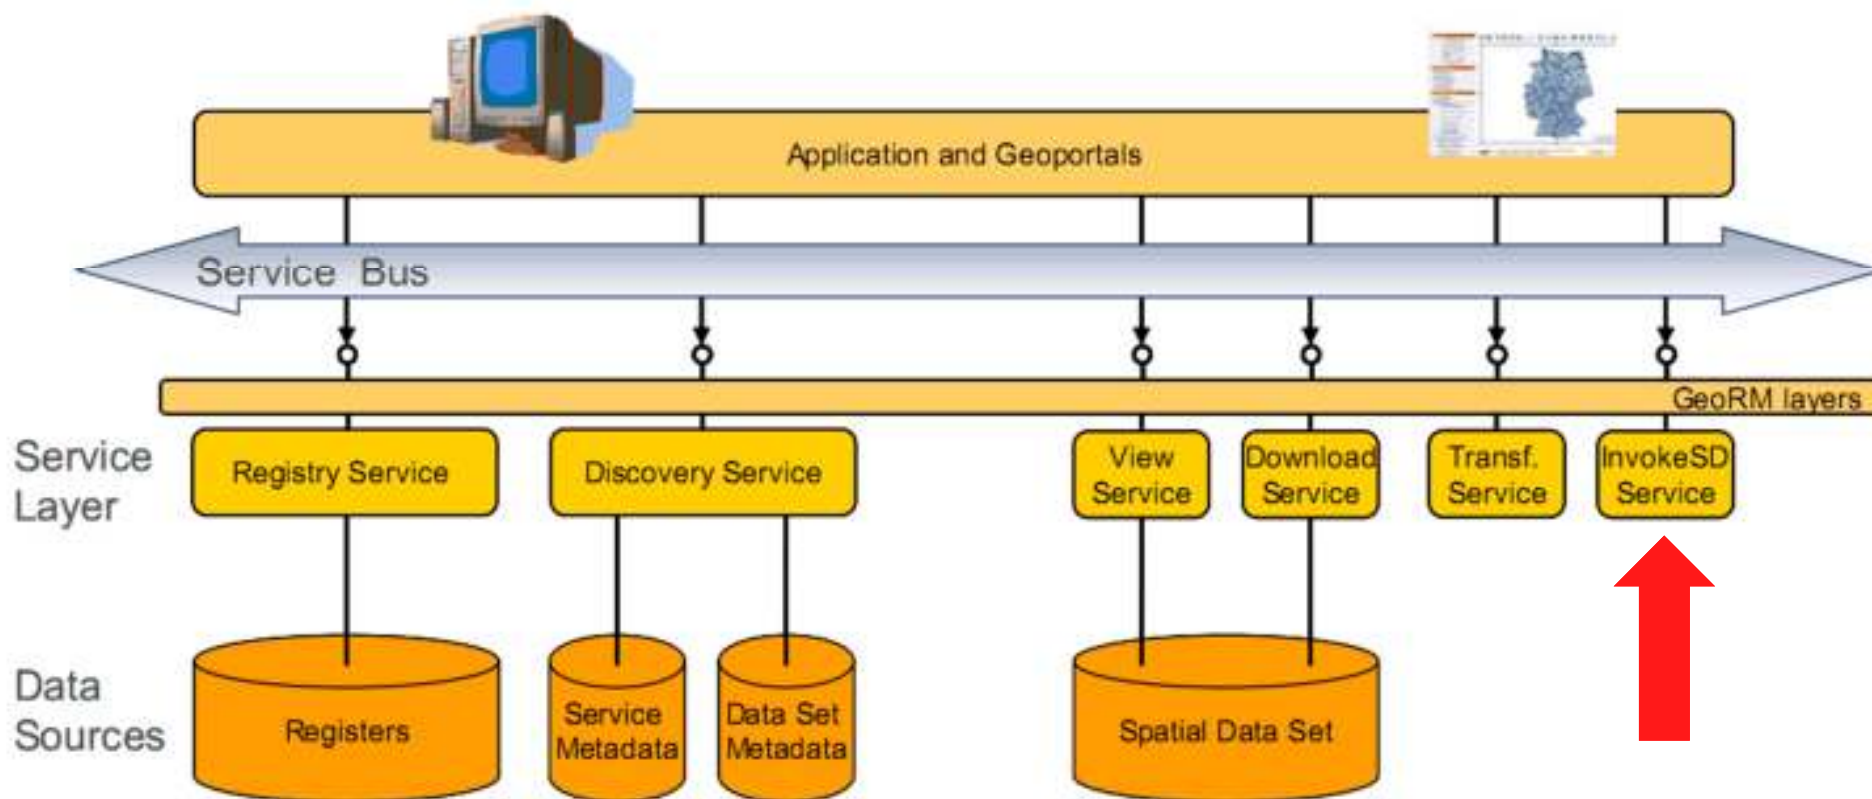 Application and Geoportals
Service Bus
GeoRM layers
Service
Layer
Registry Service
Discovery Service
View
Service
Download
Service
Transf.
Service
InvokeSD
Service
Data
Sources
Registers
Service
Metadata
Data Set
Metadata
Spatial Data Set